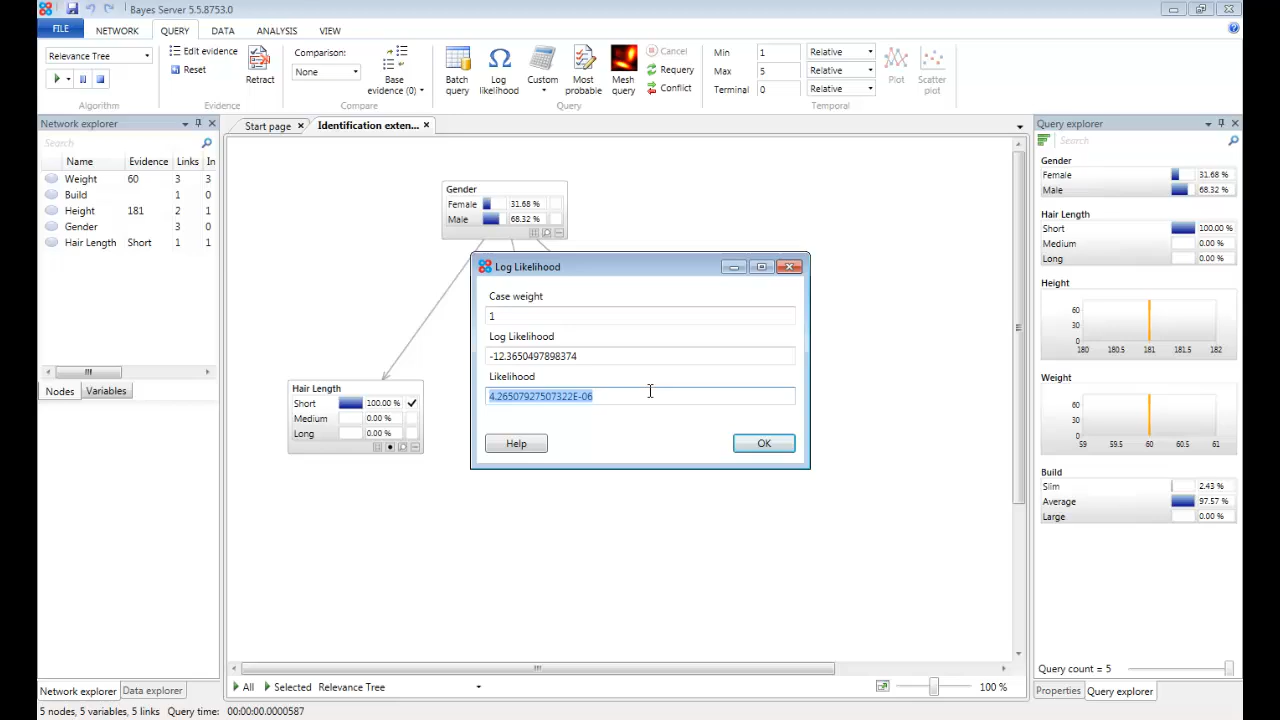 Bayes Server 5.5.8753.0
FILE NETWORK QUERY DATA ANALYSIS VIEW
Relevance Tree
Algorithm
Edit evidence
Reset
Retract
Evidence
Comparison:
None
Base evidence (0)
Compare
Batch query
Log likelihood
Custom
Most probable
Mesh query
Cancel
Requery
Conflict
Query
Min 1 Relative
Max 5 Relative
Terminal 0 Relative
Plot
Scatter plot
Temporal
Network explorer
Search
Name Evidence Links In
Weight 60 3 3
Build 1 0
Height 181 2 1
Gender 3 0
Hair Length Short 1 1
Nodes Variables
Network explorer Data explorer
Start page Identification exten...
Gender
Female 31.68 %
Male 68.32 %
Hair Length
Short 100.00 %
Medium 0.00 %
Long 0.00 %
Log Likelihood
Case weight
1
Log Likelihood
-12.3650497898374
Likelihood
4.26507927507322E-06
Help OK
All Selected Relevance Tree 100 %
Query explorer
Search
Gender
Female 31.68 %
Male 68.32 %
Hair Length
Short 100.00 %
Medium 0.00 %
Long 0.00 %
Height
60
30
0
180 180.5 181 181.5 182
Weight
60
30
0
59 59.5 60 60.5 61
Build
Slim 2.43 %
Average 97.57 %
Large 0.00 %
Query count = 5
Properties Query explorer
5 nodes, 5 variables, 5 links Query time: 00:00:00.0000587